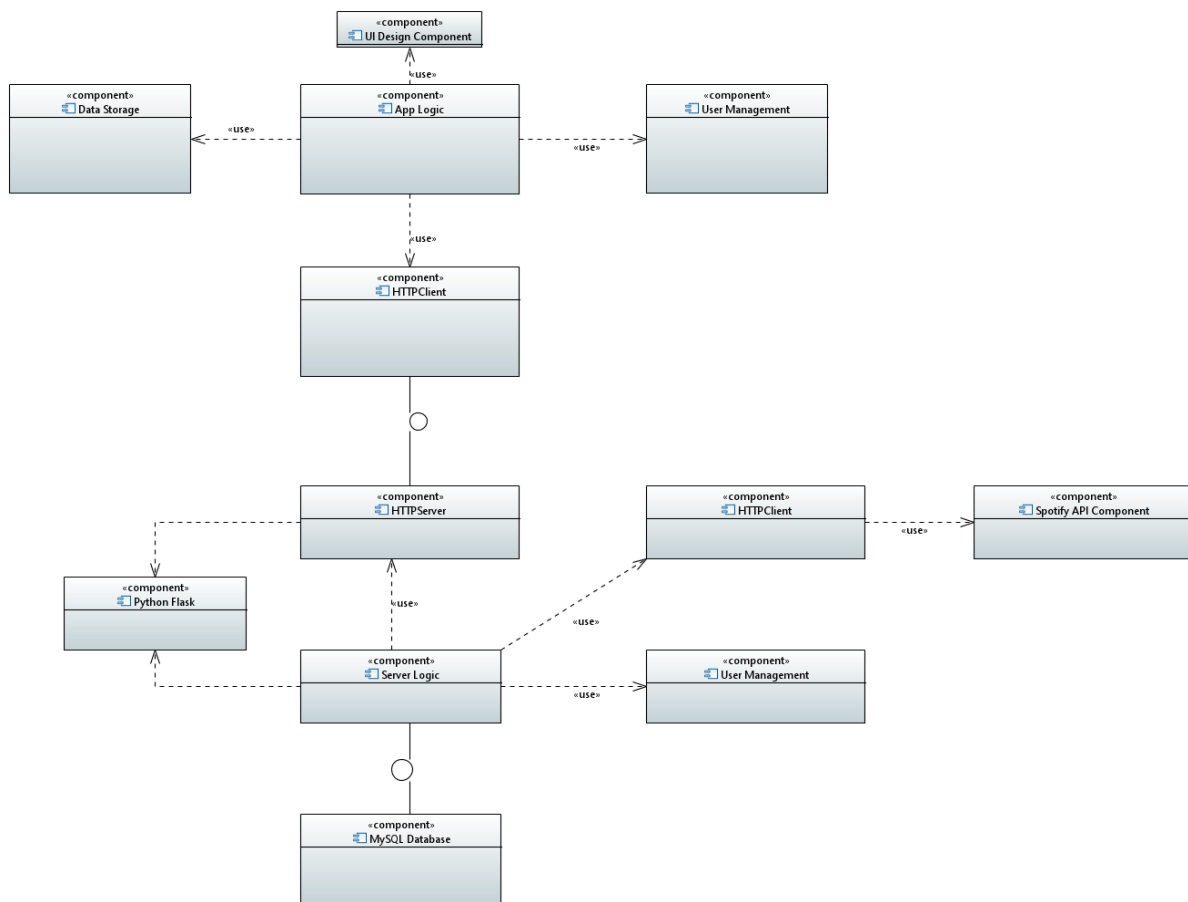 «component»
UI Design Component
«use»
«component»
Data Storage
«component»
App Logic
«component»
User Management
«use»
«use»
«use»
«component»
HTTPClient
«component»
HTTPServer
«component»
HTTPClient
«component»
Spotify API Component
«use»
«component»
Python Flask
«use»
«use»
«component»
Server Logic
«component»
User Management
«use»
«component»
MySQL Database